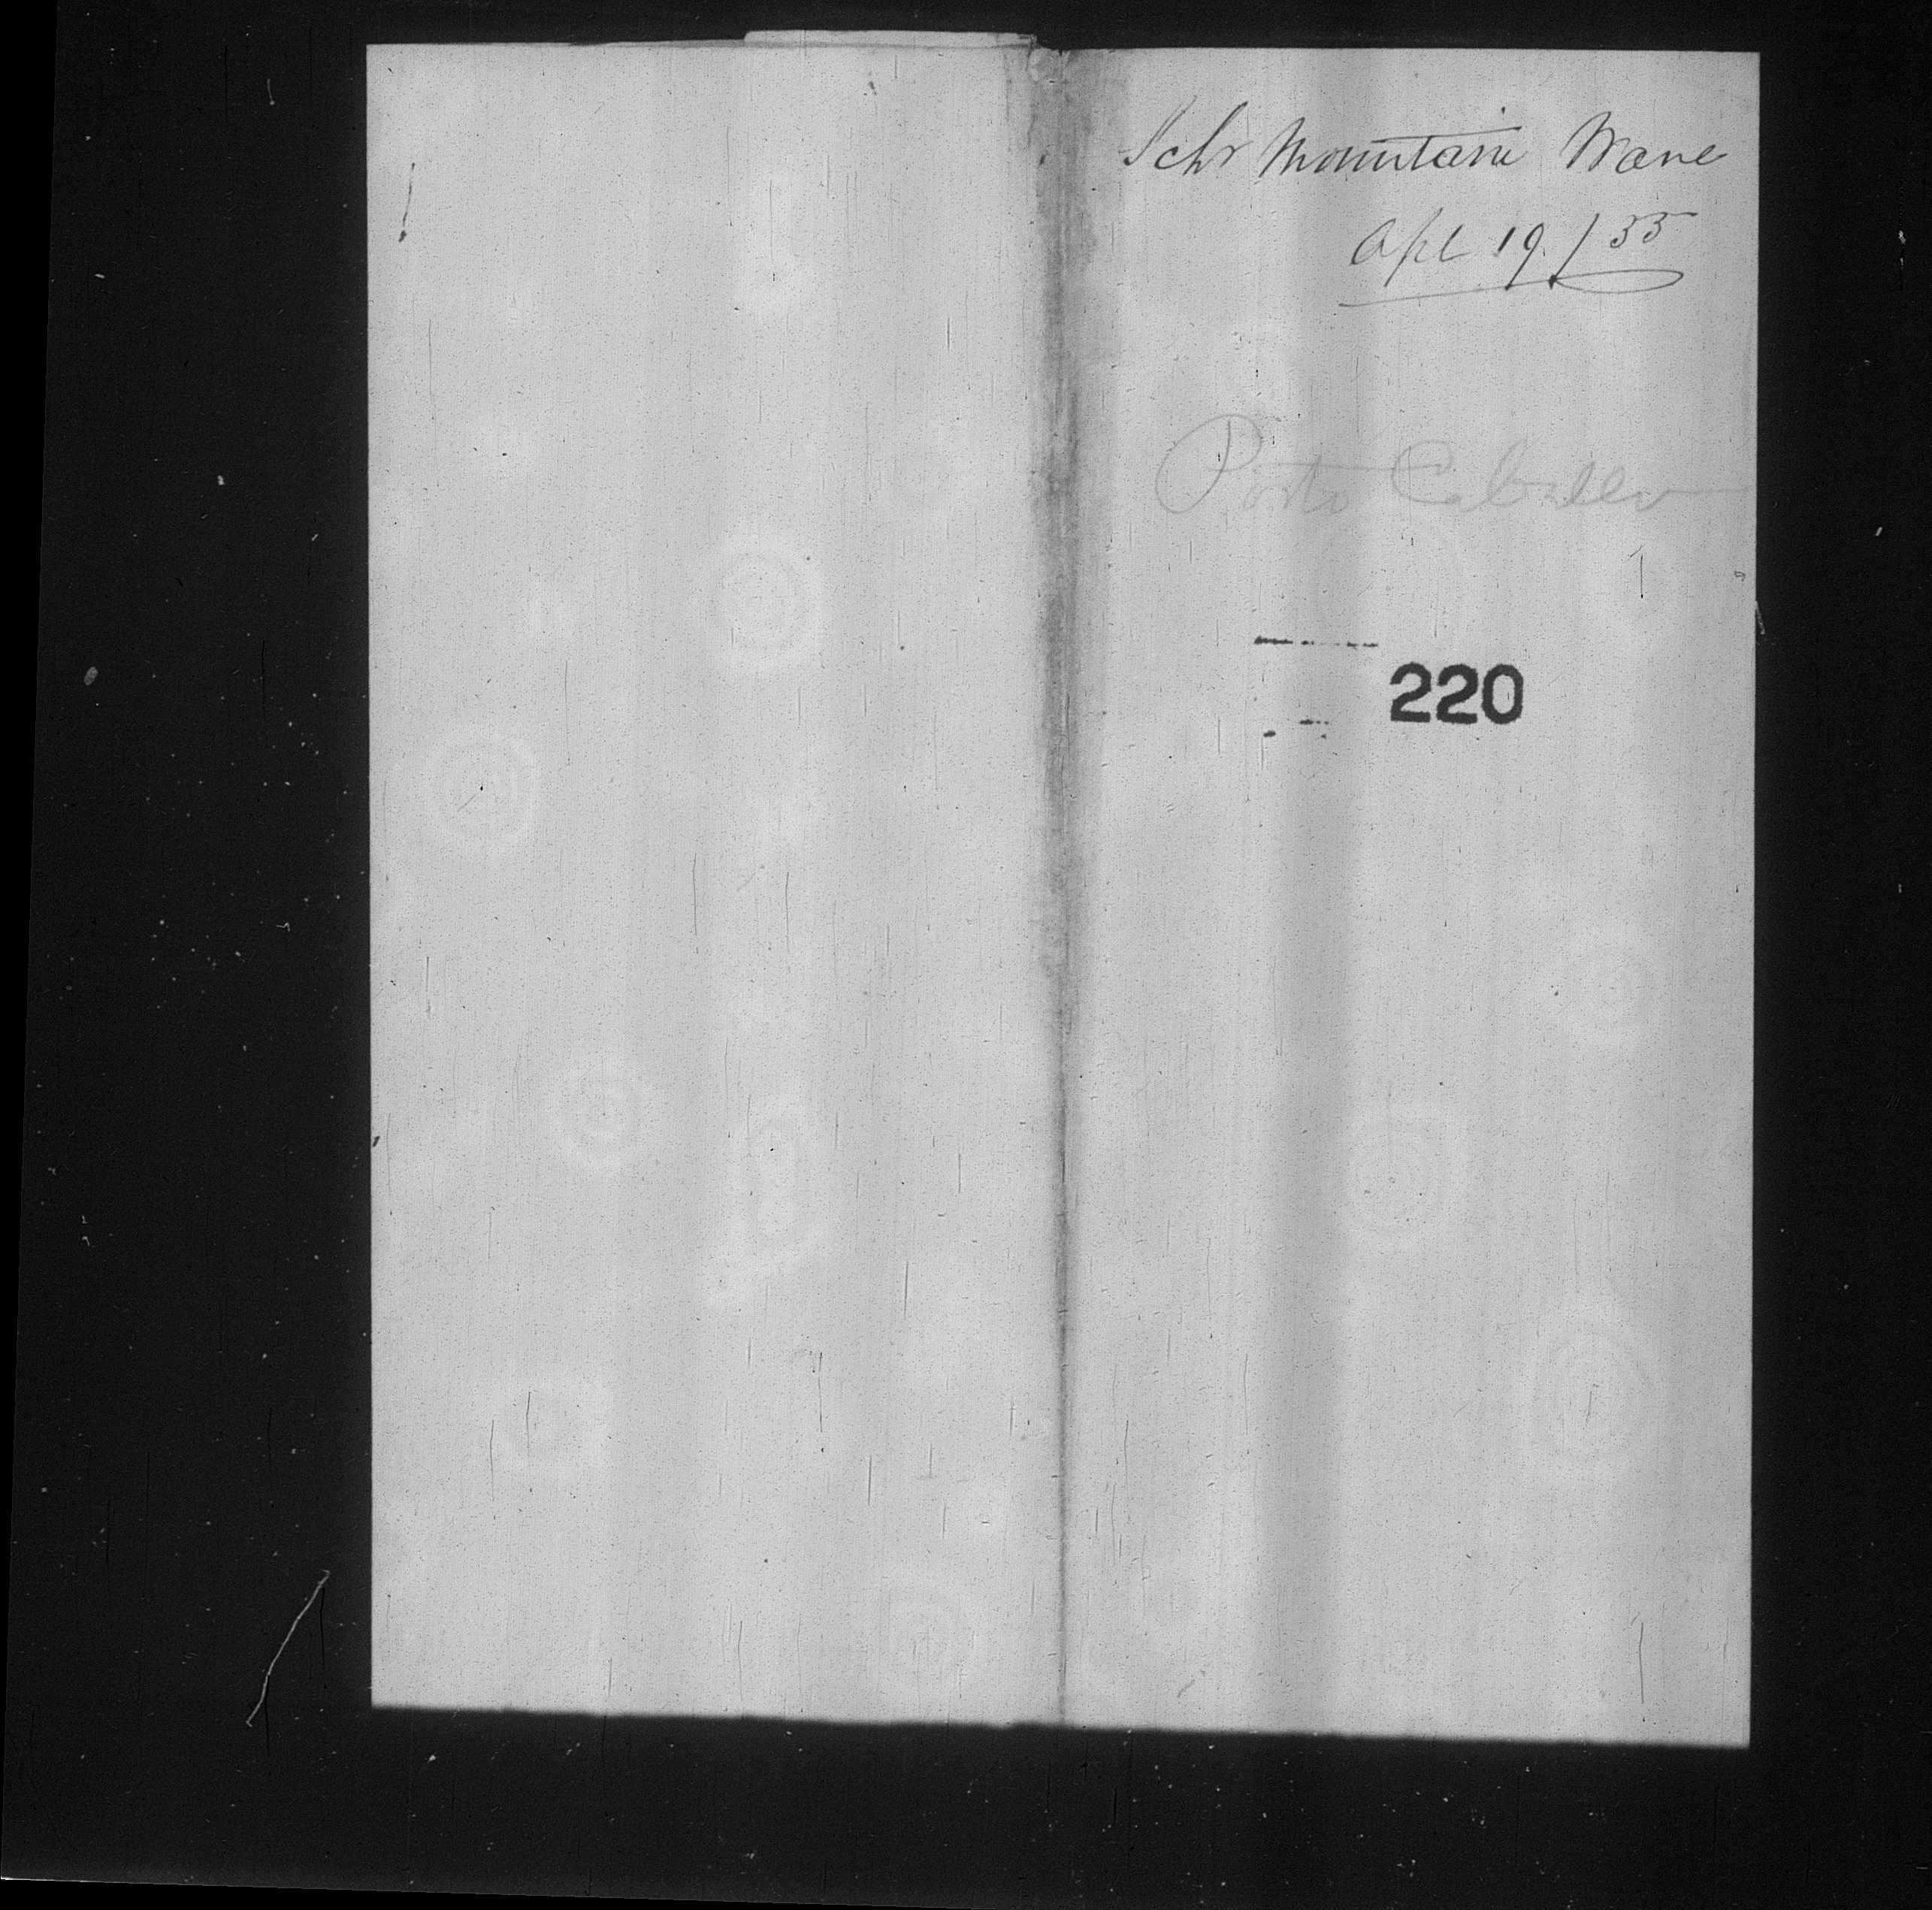 Schr Mountain Wave
Apl 19 / 55
Porto Cabello
220